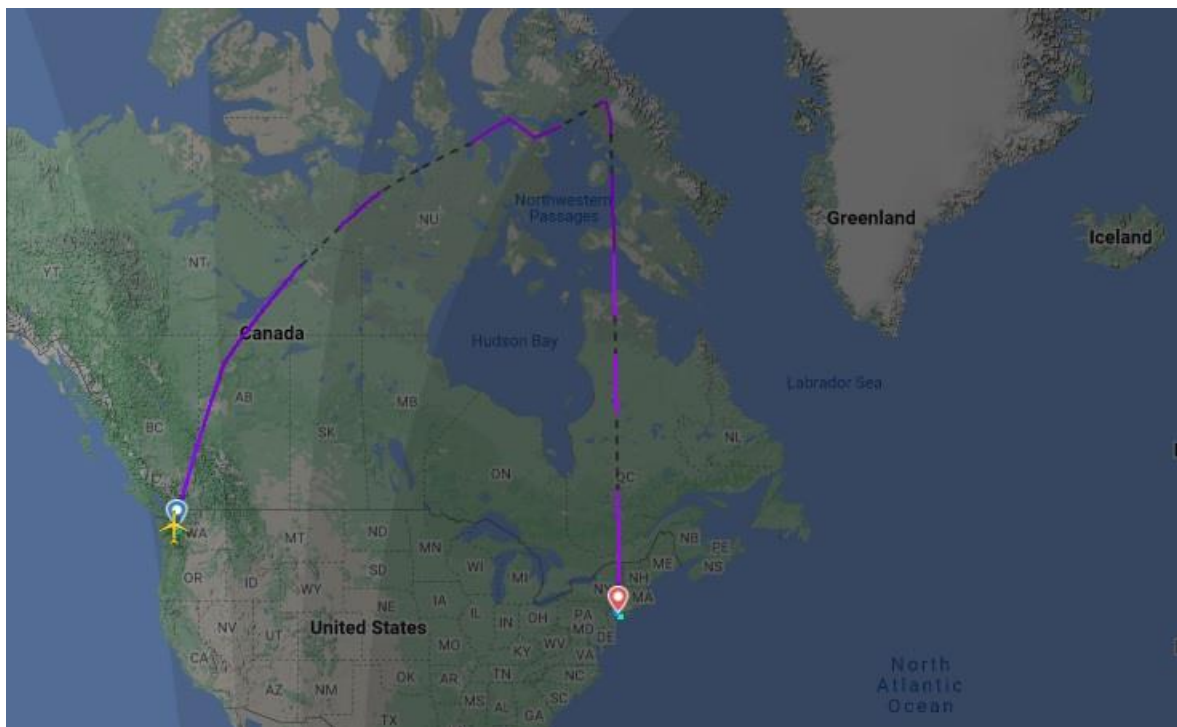 Greenland
Iceland
Northwestern
Passages
NU
NT
YT
Canada
Hudson Bay
Labrador Sea
AB
MB
BC
SK
NL
ON
QC
WA
MT
ND
NB
PE
NS
MN
ME
OR
ID
WY
SD
WI
MI
NY
NH
MA
NE
IA
IL
IN
OH
PA
MD
DE
NV
UT
United States
MO
KY
WV
VA
CA
AZ
NM
OK
AR
TN
NC
MS
AL
SC
GA
TX
North
Atlantic
Ocean